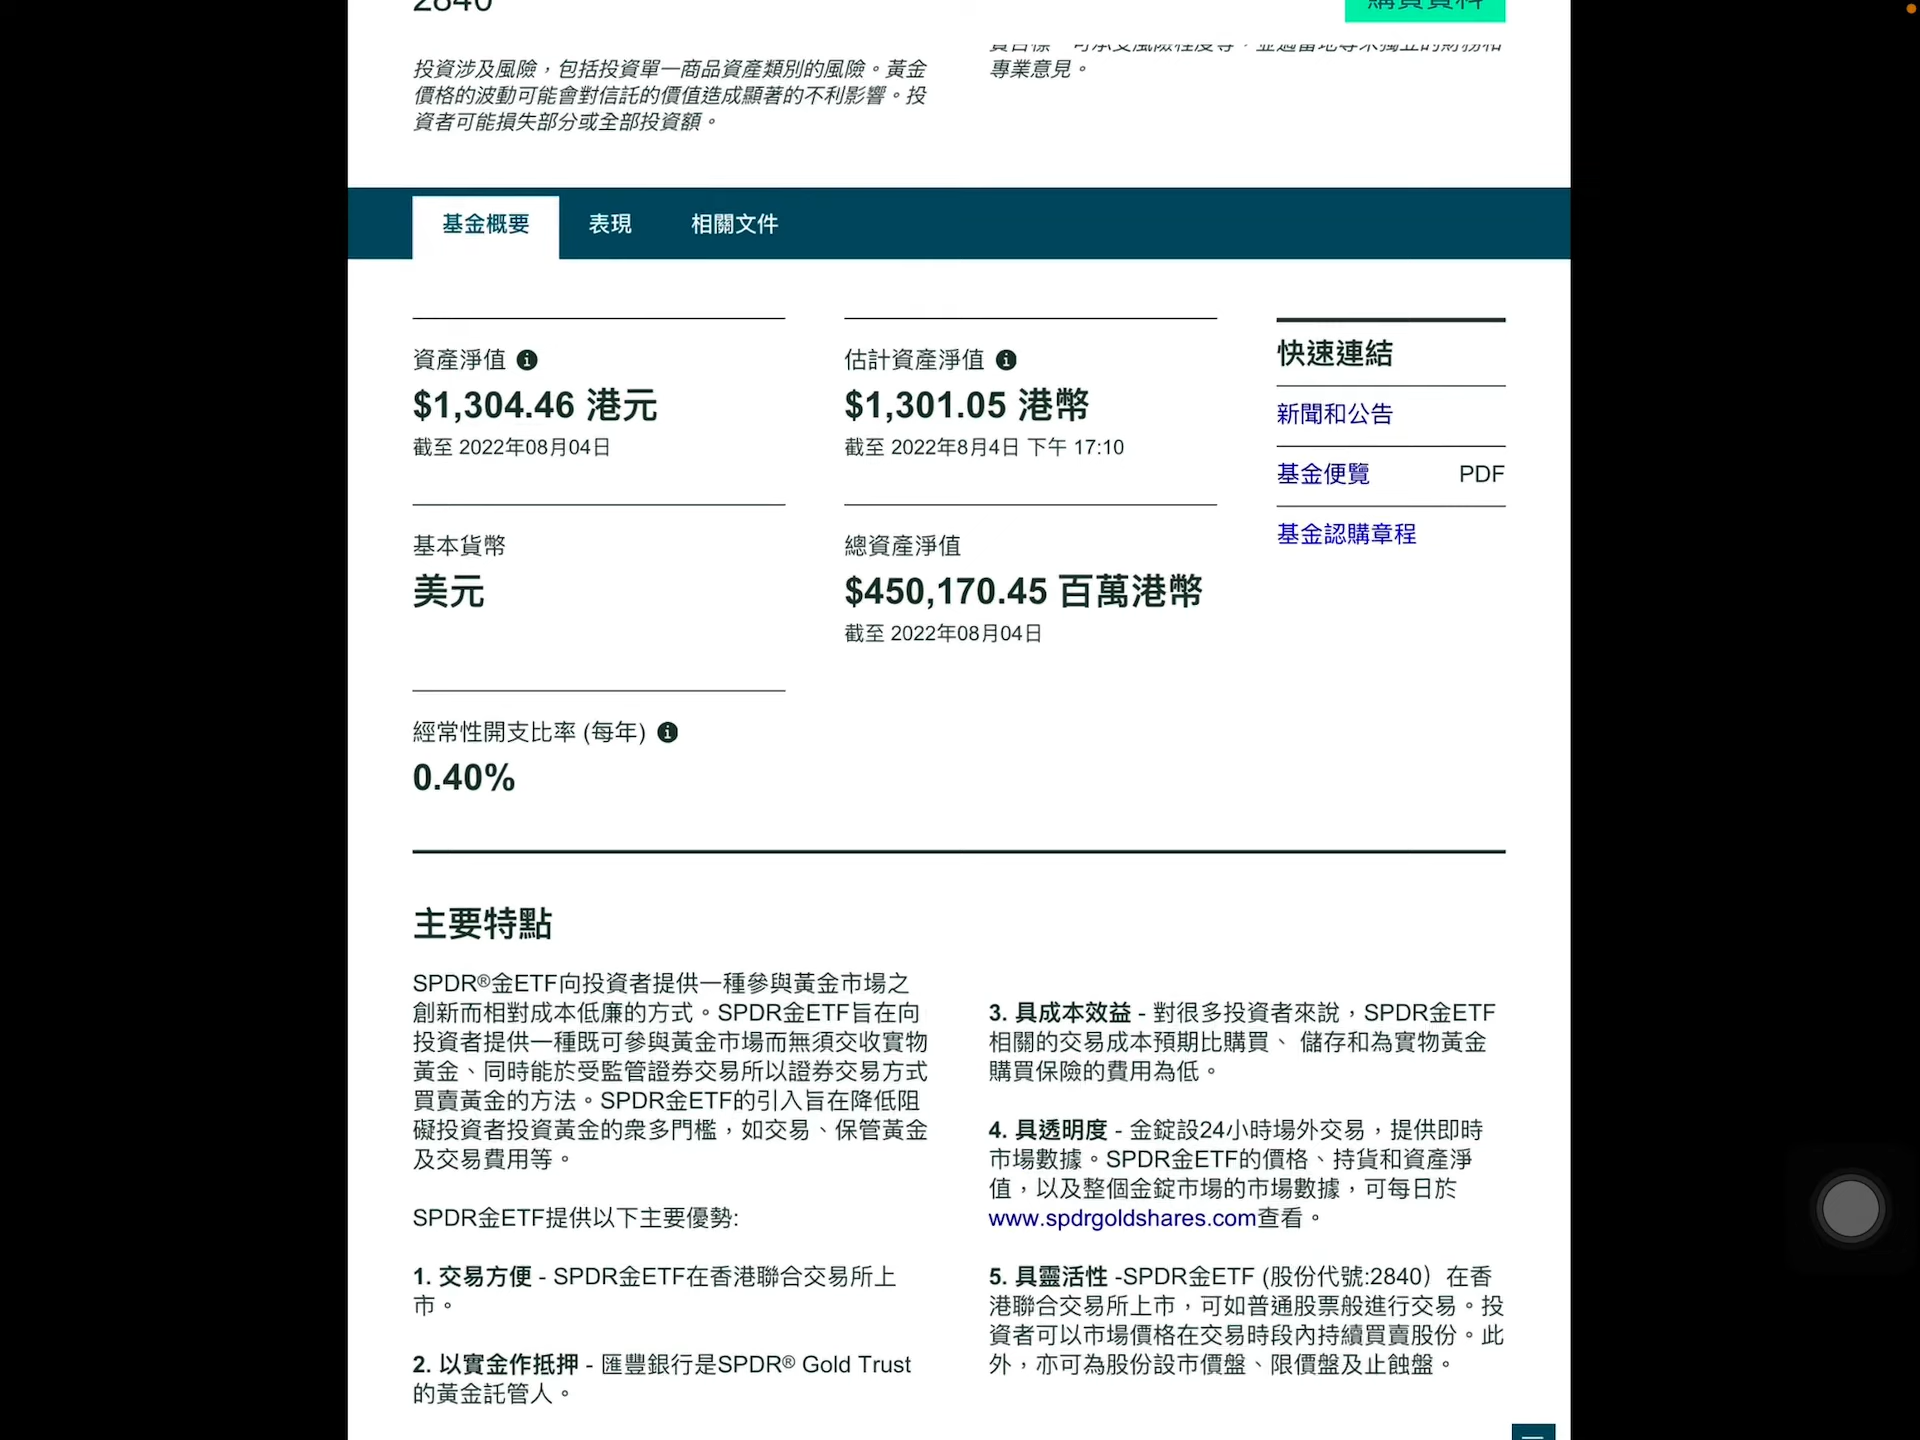 2840
購買資料
投資涉及風險，包括投資單一商品資產類別的風險。黃金
價格的波動可能會對信託的價值造成顯著的不利影響。投
資者可能損失部分或全部投資額。
專業意見。
基金概要
表現
相關文件
資產淨值
$1,304.46 港元
截至 2022年08月04日
估計資產淨值
$1,301.05 港幣
截至 2022年8月4日 下午 17:10
基本貨幣
美元
總資產淨值
$450,170.45 百萬港幣
截至 2022年08月04日
經常性開支比率 (每年)
0.40%
快速連結
新聞和公告
基金便覽 PDF
基金認購章程
主要特點
SPDR®金ETF向投資者提供一種參與黃金市場之
創新而相對成本低廉的方式。SPDR金ETF旨在向
投資者提供一種既可參與黃金市場而無須交收實物
黃金、同時能於受監管證券交易所以證券交易方式
買賣黃金的方法。SPDR金ETF的引入旨在降低阻
礙投資者投資黃金的衆多門檻，如交易、保管黃金
及交易費用等。
SPDR金ETF提供以下主要優勢:
1. 交易方便 - SPDR金ETF在香港聯合交易所上
市。
2. 以實金作抵押 - 匯豐銀行是SPDR® Gold Trust
的黃金託管人。
3. 具成本效益 - 對很多投資者來說，SPDR金ETF
相關的交易成本預期比購買、 儲存和為實物黃金
購買保險的費用為低。
4. 具透明度 - 金錠設24小時場外交易，提供即時
市場數據。SPDR金ETF的價格、持貨和資產淨
值，以及整個金錠市場的市場數據，可每日於
www.spdrgoldshares.com查看。
5. 具靈活性 -SPDR金ETF (股份代號:2840）在香
港聯合交易所上市，可如普通股票般進行交易。投
資者可以市場價格在交易時段內持續買賣股份。此
外，亦可為股份設市價盤、限價盤及止蝕盤。